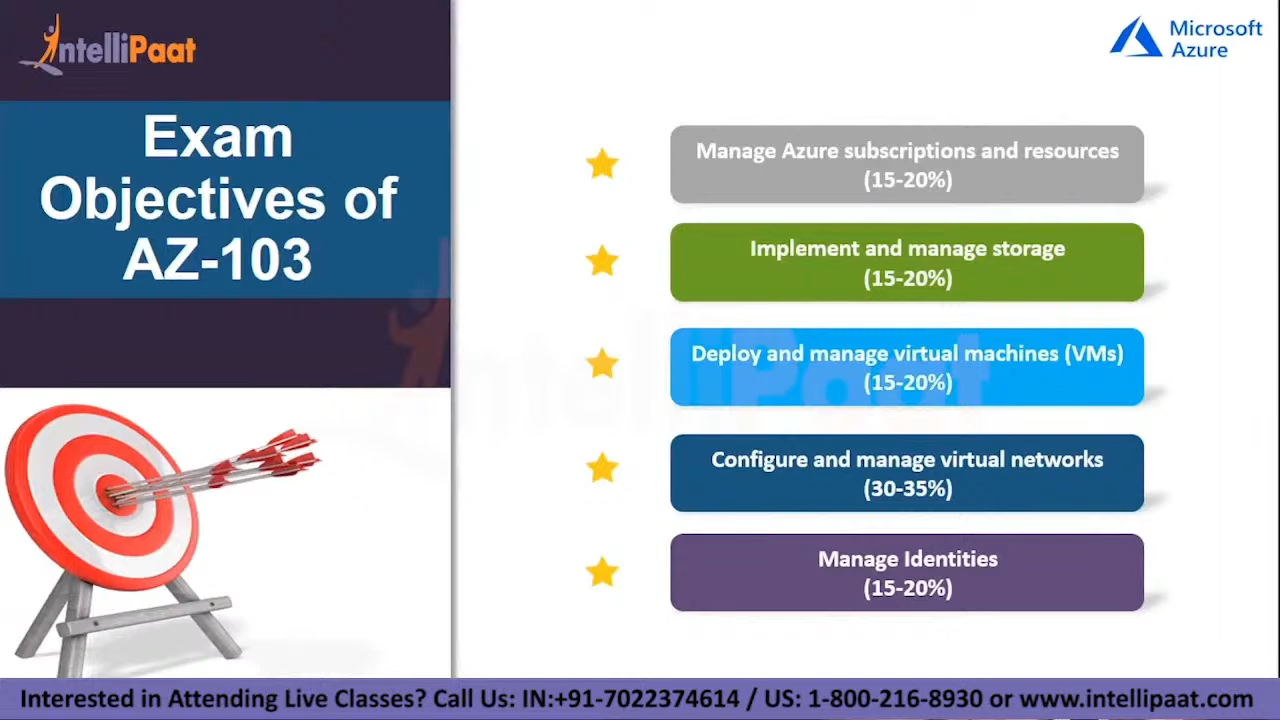 IntelliPaat
Microsoft
Azure
Exam
Objectives of
AZ-103
Manage Azure subscriptions and resources
(15-20%)
Implement and manage storage
(15-20%)
Deploy and manage virtual machines (VMs)
(15-20%)
Configure and manage virtual networks
(30-35%)
Manage Identities
(15-20%)
IntelliPaat
Interested in Attending Live Classes? Call Us: IN:+91-7022374614 / US: 1-800-216-8930 or www.intellipaat.com